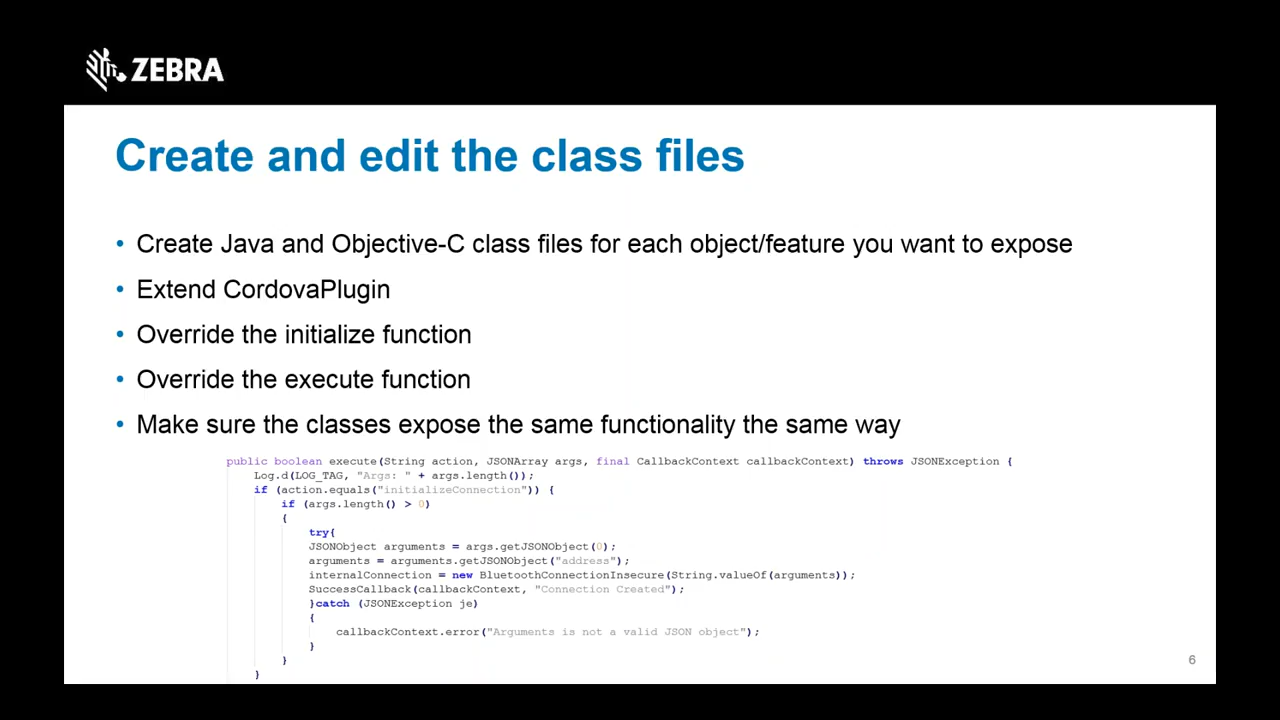 ZEBRA
Create and edit the class files
• Create Java and Objective-C class files for each object/feature you want to expose
• Extend CordovaPlugin
• Override the initialize function
• Override the execute function
• Make sure the classes expose the same functionality the same way
public boolean execute(String action, JSONArray args, final CallbackContext callbackContext) throws JSONException {
Log.d(LOG_TAG, "Args: " + args.length());
if (action.equals("initializeConnection")) {
if (args.length() > 0)
{
try{
JSONObject arguments = args.getJSONObject(0);
arguments = arguments.getJSONObject("address");
internalConnection = new BluetoothConnectionInsecure(String.valueOf(arguments));
SuccessCallback(callbackContext, "Connection Created");
}catch (JSONException je)
{
callbackContext.error("Arguments is not a valid JSON object");
}
}
}
6